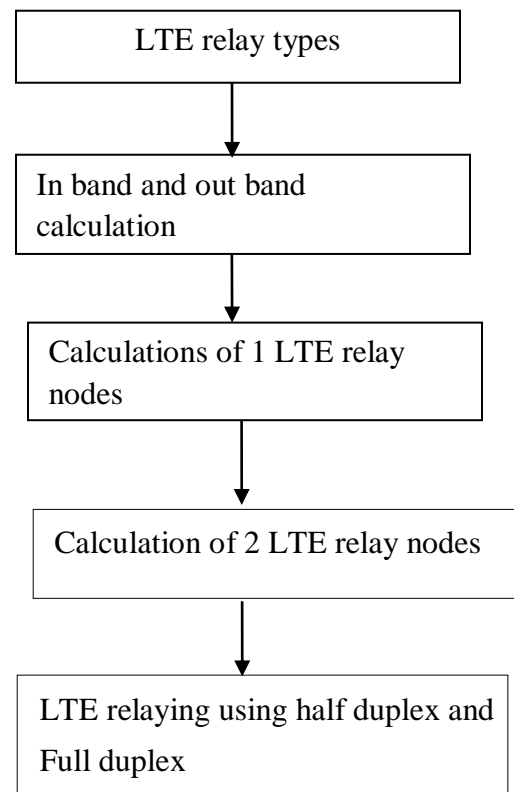 LTE relay types
In band and out band
calculation
Calculations of 1 LTE relay
nodes
Calculation of 2 LTE relay nodes
LTE relaying using half duplex and
Full duplex